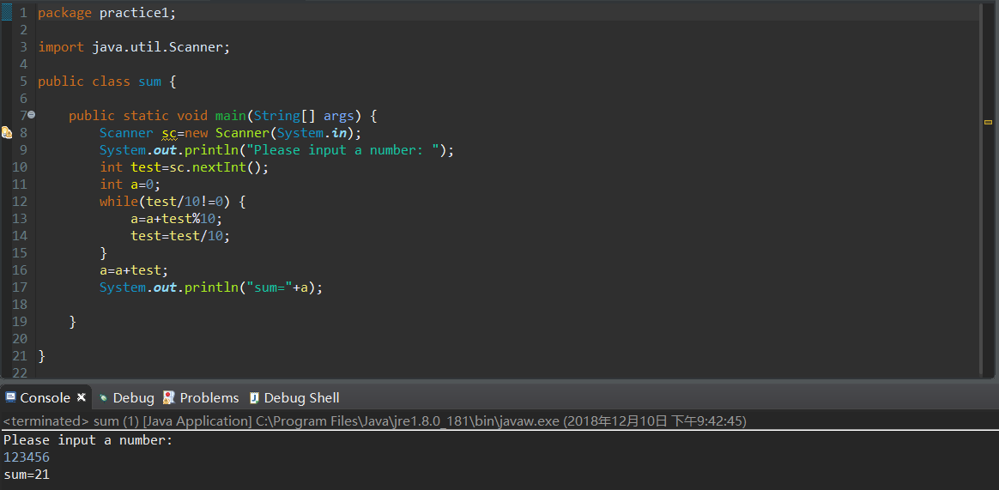 1 package practice1;
2
3 import java.util.Scanner;
4
5 public class sum {
6
7     public static void main(String[] args) {
8         Scanner sc=new Scanner(System.in);
9         System.out.println("Please input a number: ");
10         int test=sc.nextInt();
11         int a=0;
12         while(test/10!=0) {
13             a=a+test%10;
14             test=test/10;
15         }
16         a=a+test;
17         System.out.println("sum="+a);
18
19     }
20
21 }
22
Console Debug Problems Debug Shell
<terminated> sum (1) [Java Application] C:\Program Files\Java\jre1.8.0_181\bin\javaw.exe (2018年12月10日 下午9:42:45)
Please input a number:
123456
sum=21